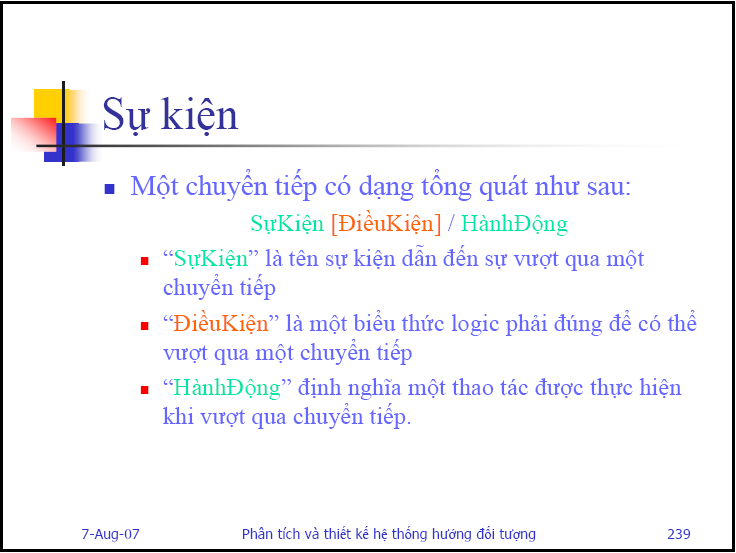 Sự kiện
Một chuyển tiếp có dạng tổng quát như sau:
SựKiện [ĐiềuKiện] / HànhĐộng
“SựKiện” là tên sự kiện dẫn đến sự vượt qua một
chuyển tiếp
“ĐiềuKiện” là một biểu thức logic phải đúng để có thể
vượt qua một chuyển tiếp
“HànhĐộng” định nghĩa một thao tác được thực hiện
khi vượt qua chuyển tiếp.
7-Aug-07 Phân tích và thiết kế hệ thống hướng đối tượng 239